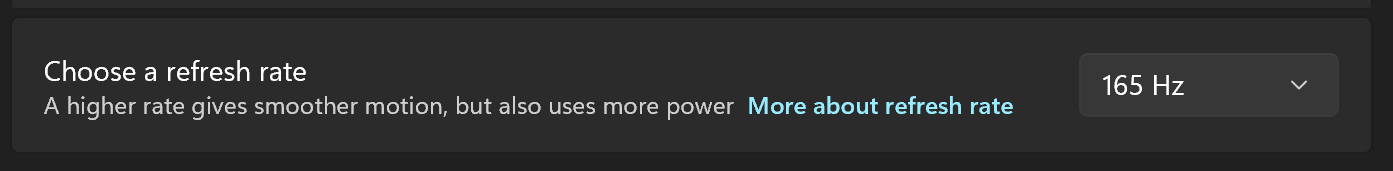 Choose a refresh rate
A higher rate gives smoother motion, but also uses more power More about refresh rate
165 Hz